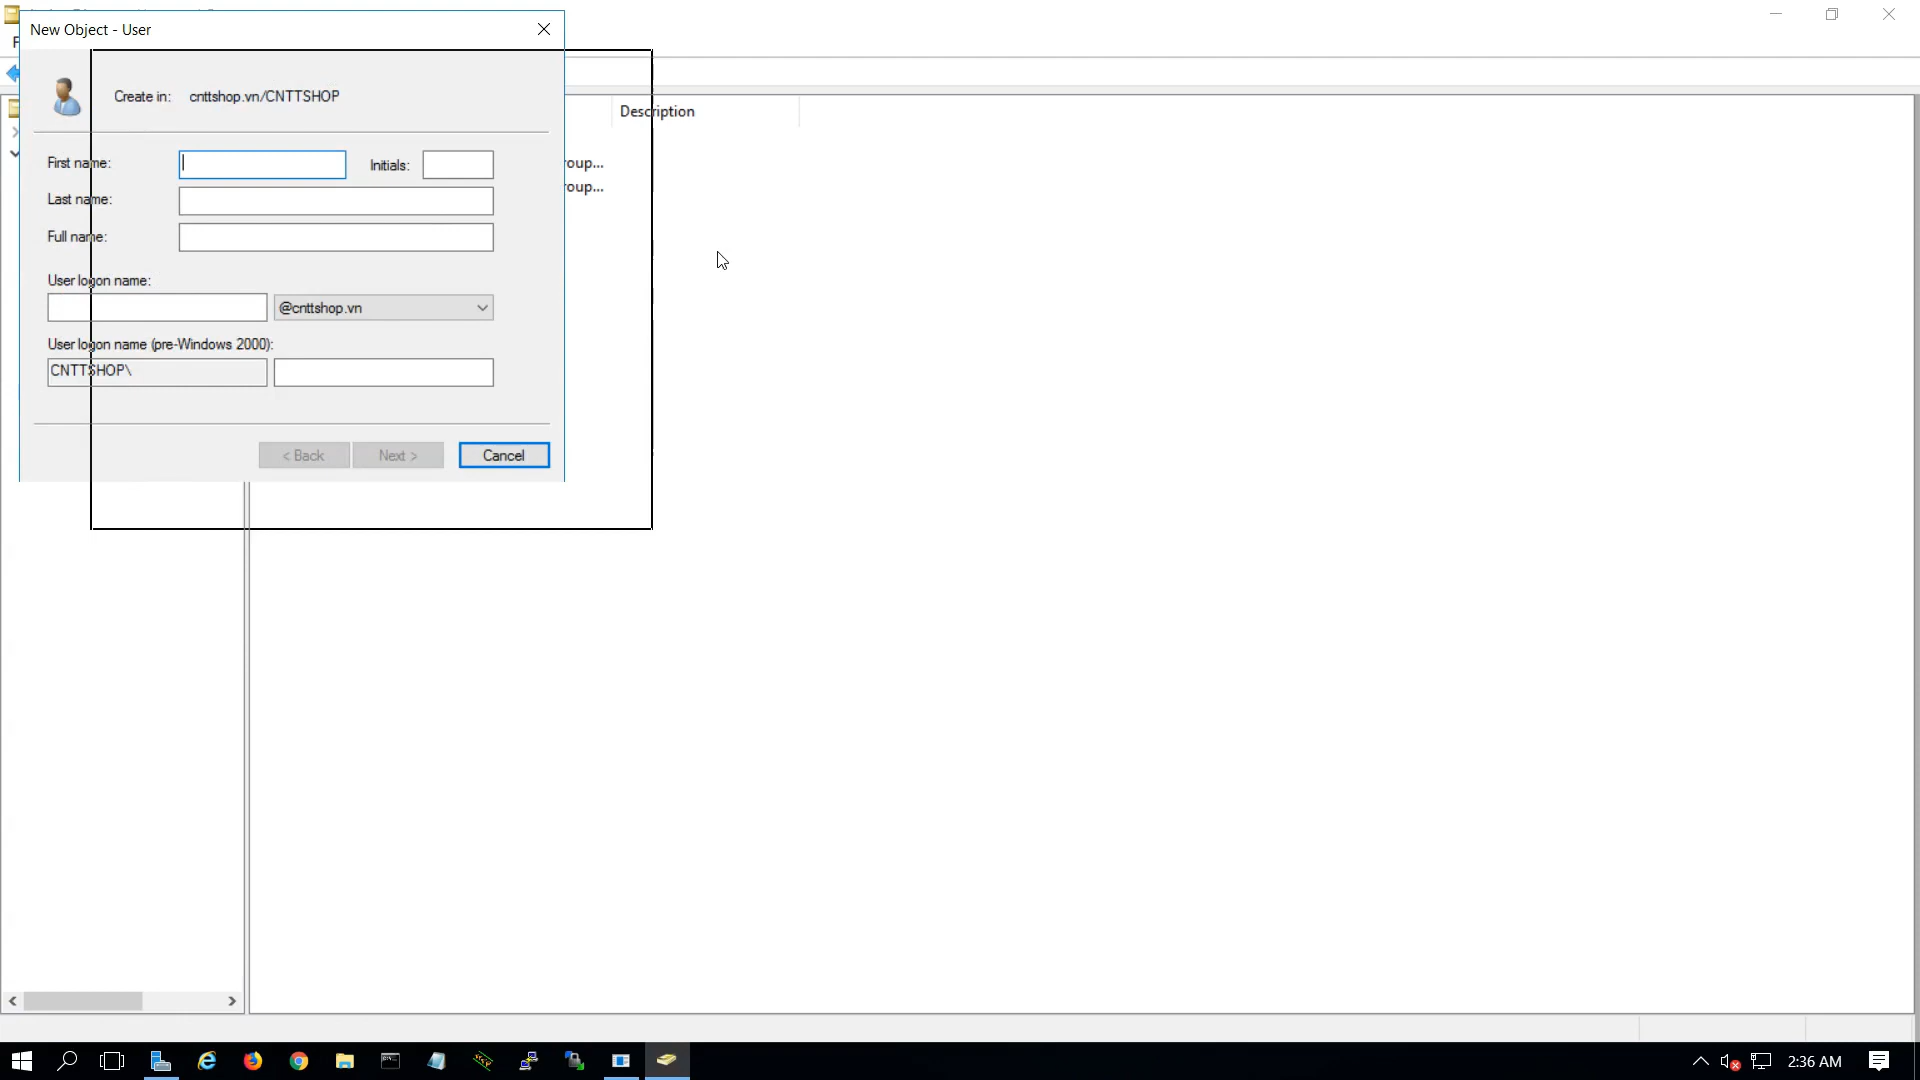 New Object - User
F
Create in: cnttshop.vn/CNTTSHOP
Description
First name:
Initials:
roup...
Last name:
roup...
Full name:
User logon name:
@cnttshop.vn
User logon name (pre-Windows 2000):
CNTTSHOP\
< Back
Next >
Cancel
2:36 AM